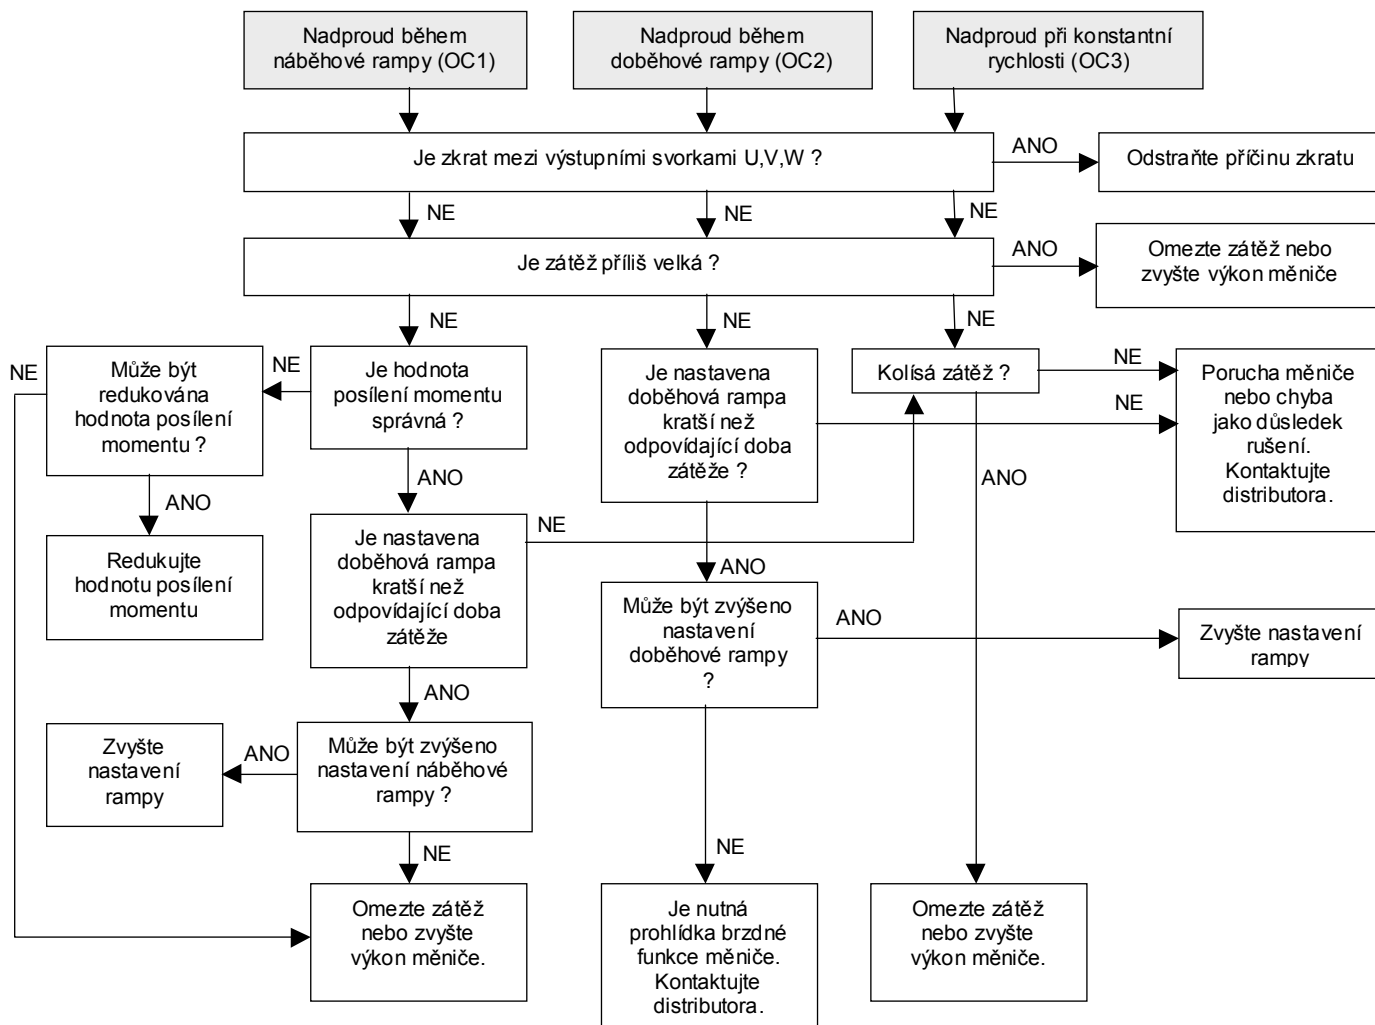 Nadproud během
náběhové rampy (OC1)
Nadproud během
doběhové rampy (OC2)
Nadproud při konstantní
rychlosti (OC3)
Je zkrat mezi výstupními svorkami U,V,W ?
ANO
Odstraňte příčinu zkratu
NE
NE
NE
Je zátěž příliš velká ?
ANO
Omezte zátěž nebo
zvyšte výkon měniče
NE
NE
NE
NE
Může být
redukována
hodnota posílení
momentu ?
NE
Je hodnota
posílení momentu
správná ?
Je nastavena
doběhová rampa
kratší než
odpovídající doba
zátěže ?
Kolísá zátěž ?
NE
NE
Porucha měniče
nebo chyba
jako důsledek
rušení.
Kontaktujte
distributora.
ANO
ANO
ANO
Redukujte
hodnotu posílení
momentu
Je nastavena
doběhová rampa
kratší než
odpovídající doba
zátěže
NE
ANO
Může být zvýšeno
nastavení
doběhové rampy
?
ANO
Zvyšte nastavení
rampy
ANO
Zvyšte
nastavení
rampy
ANO
Může být zvýšeno
nastavení náběhové
rampy ?
NE
NE
Omezte zátěž
nebo zvyšte
výkon měniče.
Je nutná
prohlídka brzdné
funkce měniče.
Kontaktujte
distributora.
Omezte zátěž
nebo zvyšte
výkon měniče.